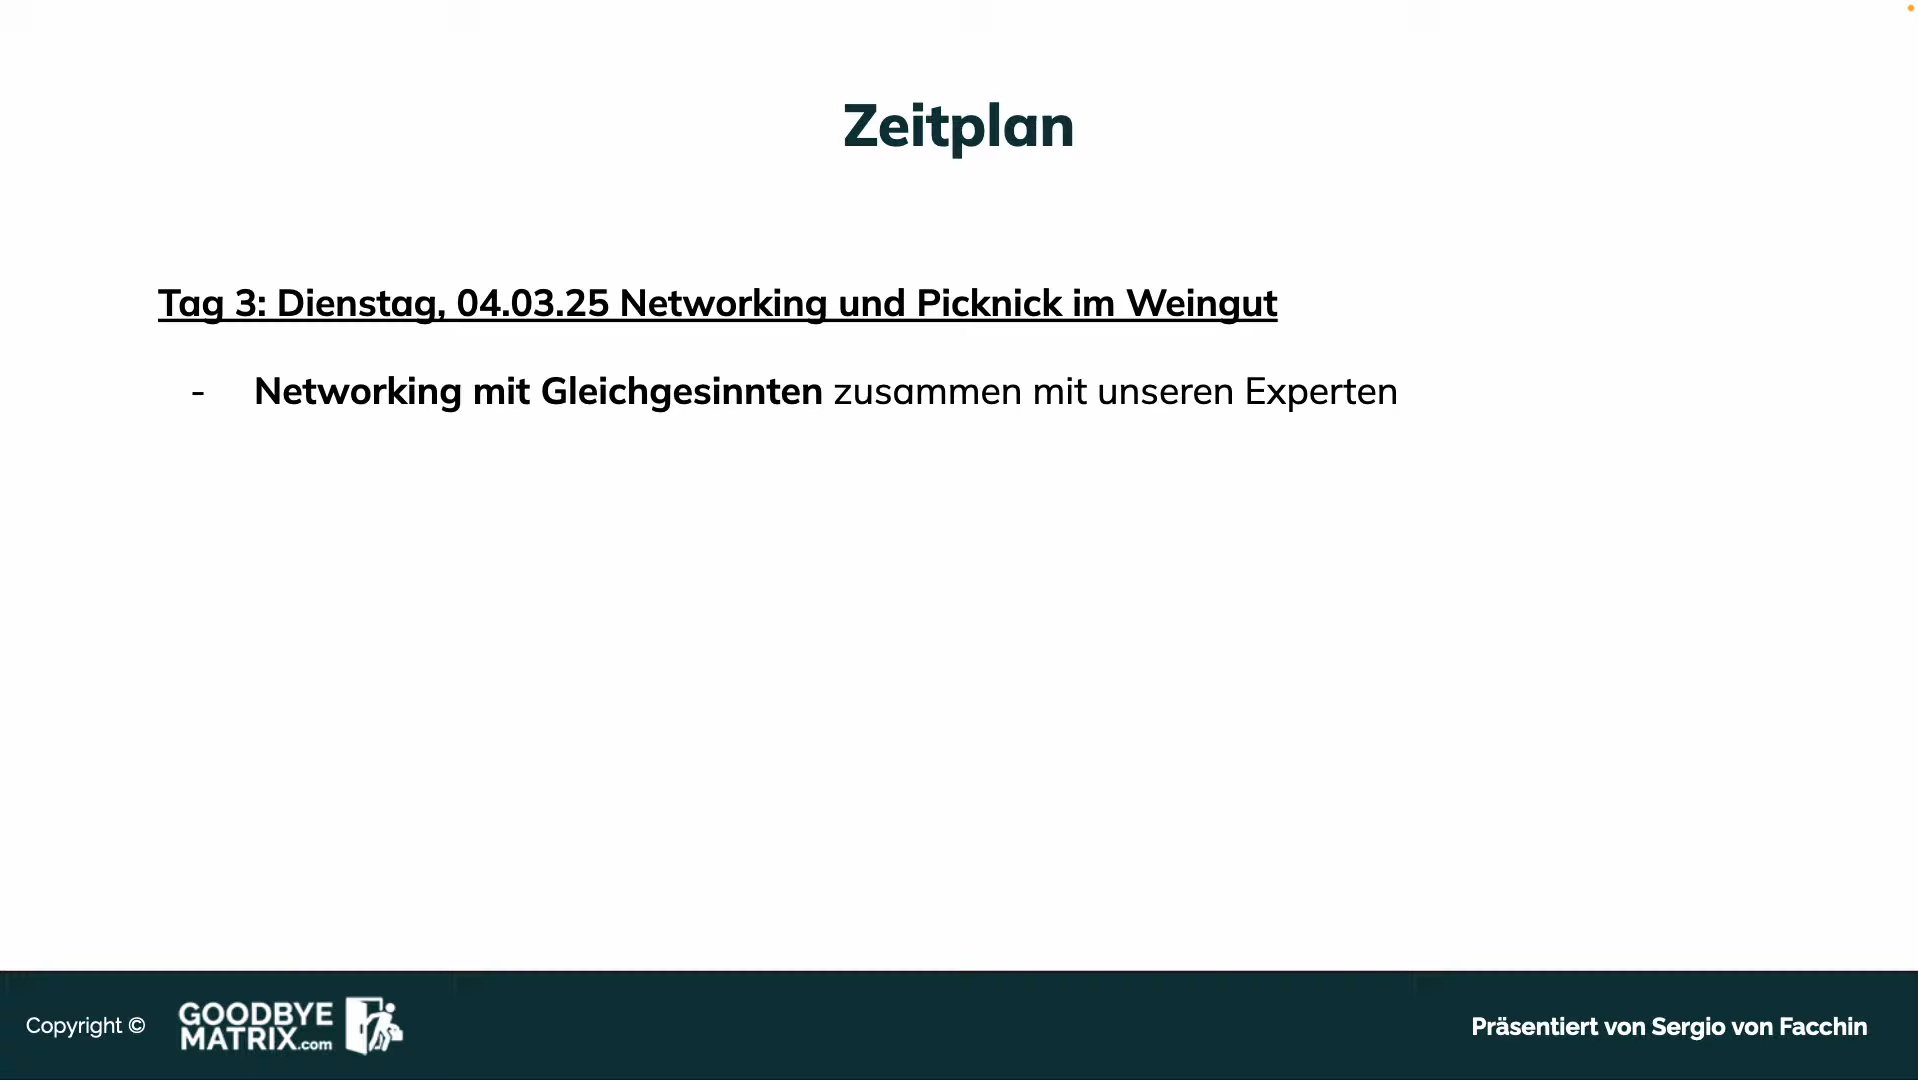 Zeitplan
Tag 3: Dienstag, 04.03.25 Networking und Picknick im Weingut
- Networking mit Gleichgesinnten zusammen mit unseren Experten
Copyright ©
GOODBYE
MATRIX.com
Präsentiert von Sergio von Facchin